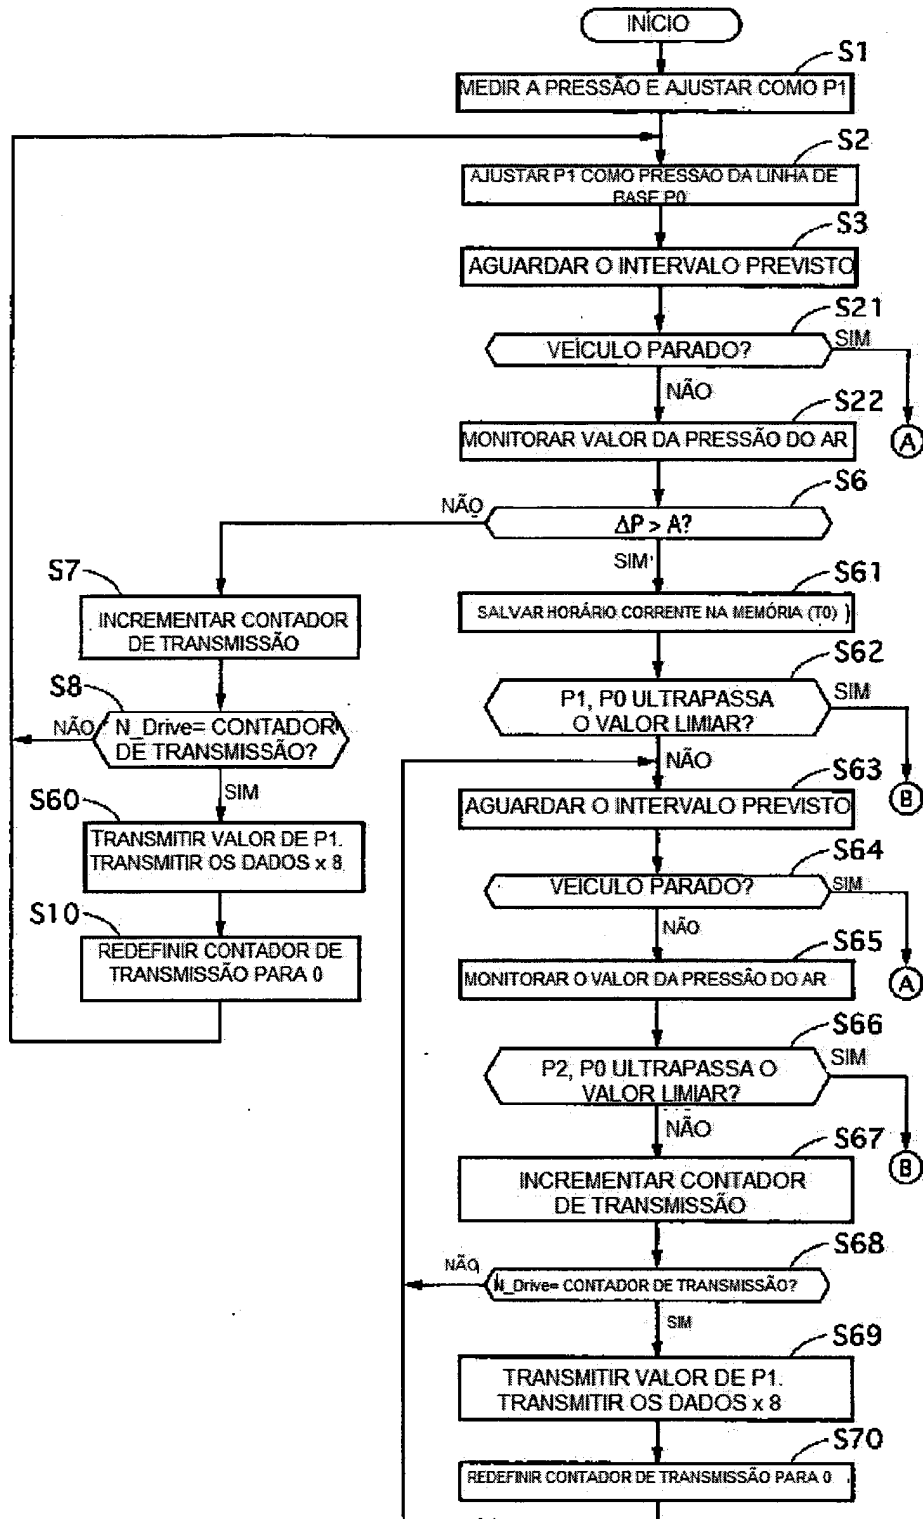 INÍCIO
S1
MEDIR A PRESSÃO E AJUSTAR COMO P1
S2
AJUSTAR P1 COMO PRESSÃO DA LINHA DE
BASE P0
S3
AGUARDAR O INTERVALO PREVISTO
S21
VEÍCULO PARADO?
SIM
A
NÃO
S22
MONITORAR VALOR DA PRESSÃO DO AR
S6
ΔP > A?
NÃO
SIM
S7
INCREMENTAR CONTADOR
DE TRANSMISSÃO
S8
N_Drive= CONTADOR
DE TRANSMISSÃO?
NÃO
SIM
S60
TRANSMITIR VALOR DE P1.
TRANSMITIR OS DADOS x 8
S10
REDEFINIR CONTADOR DE
TRANSMISSÃO PARA 0
S61
SALVAR HORÁRIO CORRENTE NA MEMÓRIA (T0) )
S62
P1, P0 ULTRAPASSA
O VALOR LIMIAR?
SIM
B
NÃO
S63
AGUARDAR O INTERVALO PREVISTO
S64
VEICULO PARADO?
SIM
A
NÃO
S65
MONITORAR O VALOR DA PRESSÃO DO AR
S66
P2, P0 ULTRAPASSA O
VALOR LIMIAR?
SIM
B
NÃO
S67
INCREMENTAR CONTADOR
DE TRANSMISSÃO
S68
N_Drive= CONTADOR DE TRANSMISSÃO?
NÃO
SIM
S69
TRANSMITIR VALOR DE P1.
TRANSMITIR OS DADOS x 8
S70
REDEFINIR CONTADOR DE TRANSMISSÃO PARA 0